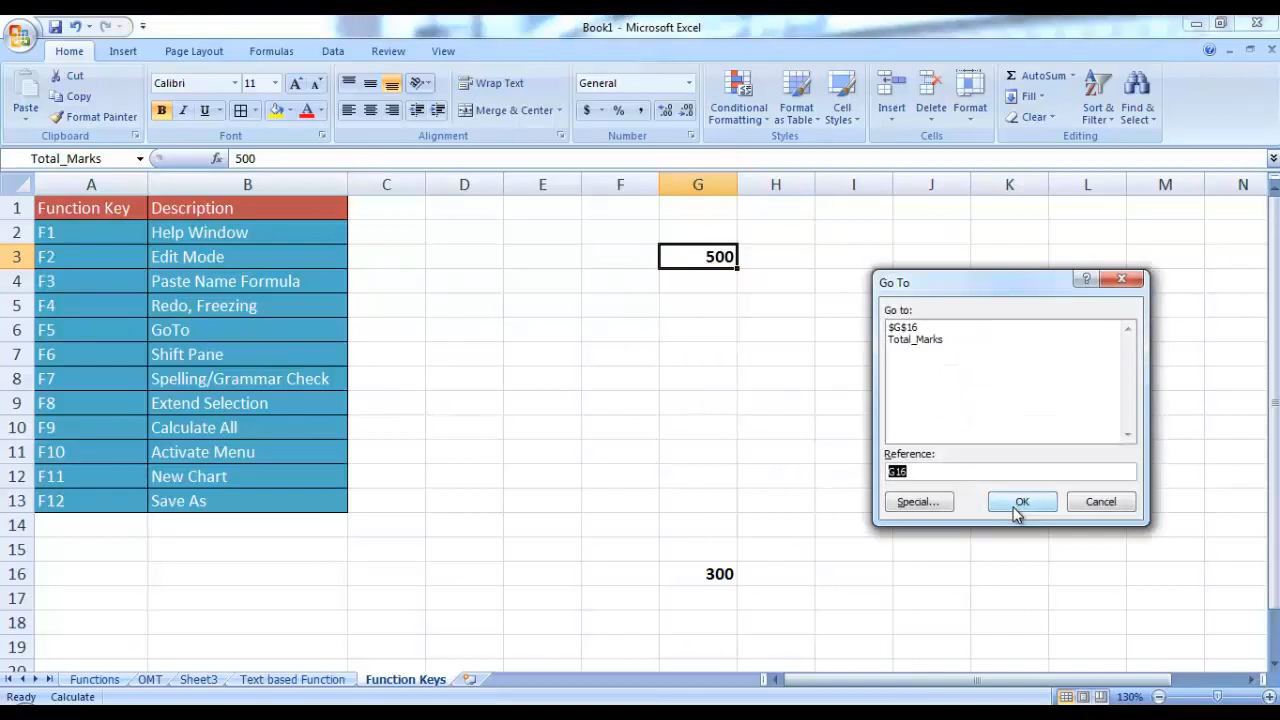 Book1 - Microsoft Excel
Home Insert Page Layout Formulas Data Review View
Paste
Cut
Copy
Format Painter
Clipboard
Calibri 11
B I U
Font
Wrap Text
Merge & Center
Alignment
General
$ % ,
Number
Conditional Formatting
Format as Table
Cell Styles
Styles
Insert Delete Format
Cells
Σ AutoSum
Fill
Clear
Sort & Filter
Find & Select
Editing
Total_Marks fx 500
A B C D E F G H I J K L M N
1 Function Key Description
2 F1 Help Window
3 F2 Edit Mode 500
4 F3 Paste Name Formula
5 F4 Redo, Freezing
6 F5 GoTo
7 F6 Shift Pane
8 F7 Spelling/Grammar Check
9 F8 Extend Selection
10 F9 Calculate All
11 F10 Activate Menu
12 F11 New Chart
13 F12 Save As
14
15
16 300
17
18
19
20
Go To
Go to:
$G$16
Total_Marks
Reference:
G16
Special... OK Cancel
Functions OMT Sheet3 Text based Function Function Keys
Ready Calculate 130%